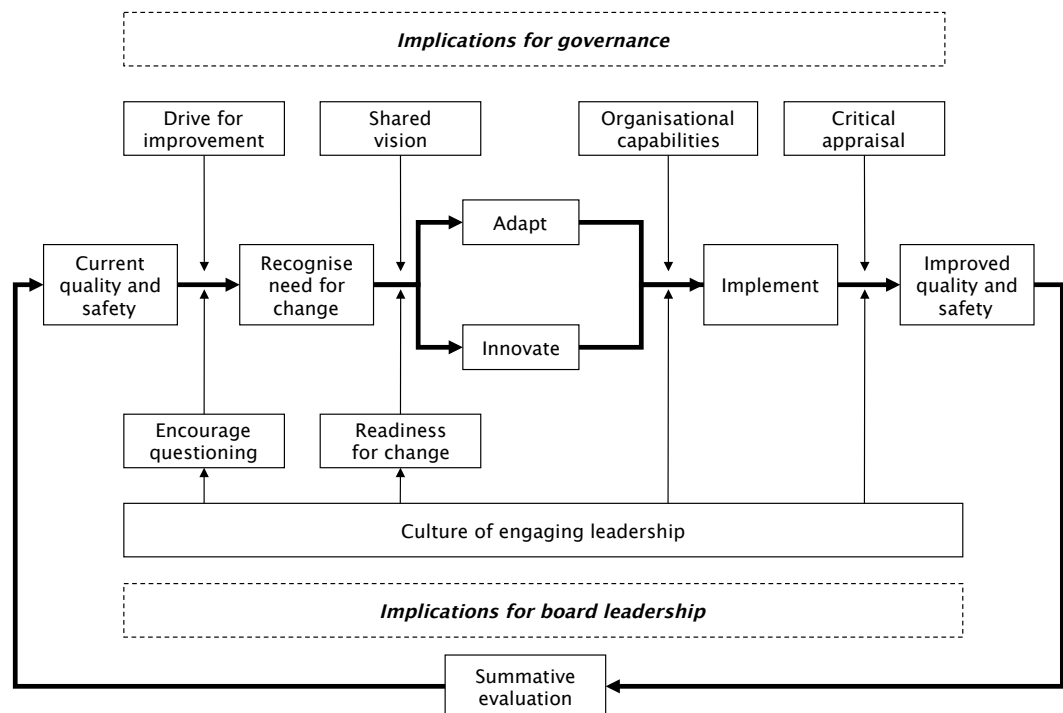 Implications for governance
Drive for
improvement
Shared
vision
Organisational
capabilities
Critical
appraisal
Adapt
Current
quality and
safety
Recognise
need for
change
Implement
Improved
quality and
safety
Innovate
Encourage
questioning
Readiness
for change
Culture of engaging leadership
Implications for board leadership
Summative
evaluation